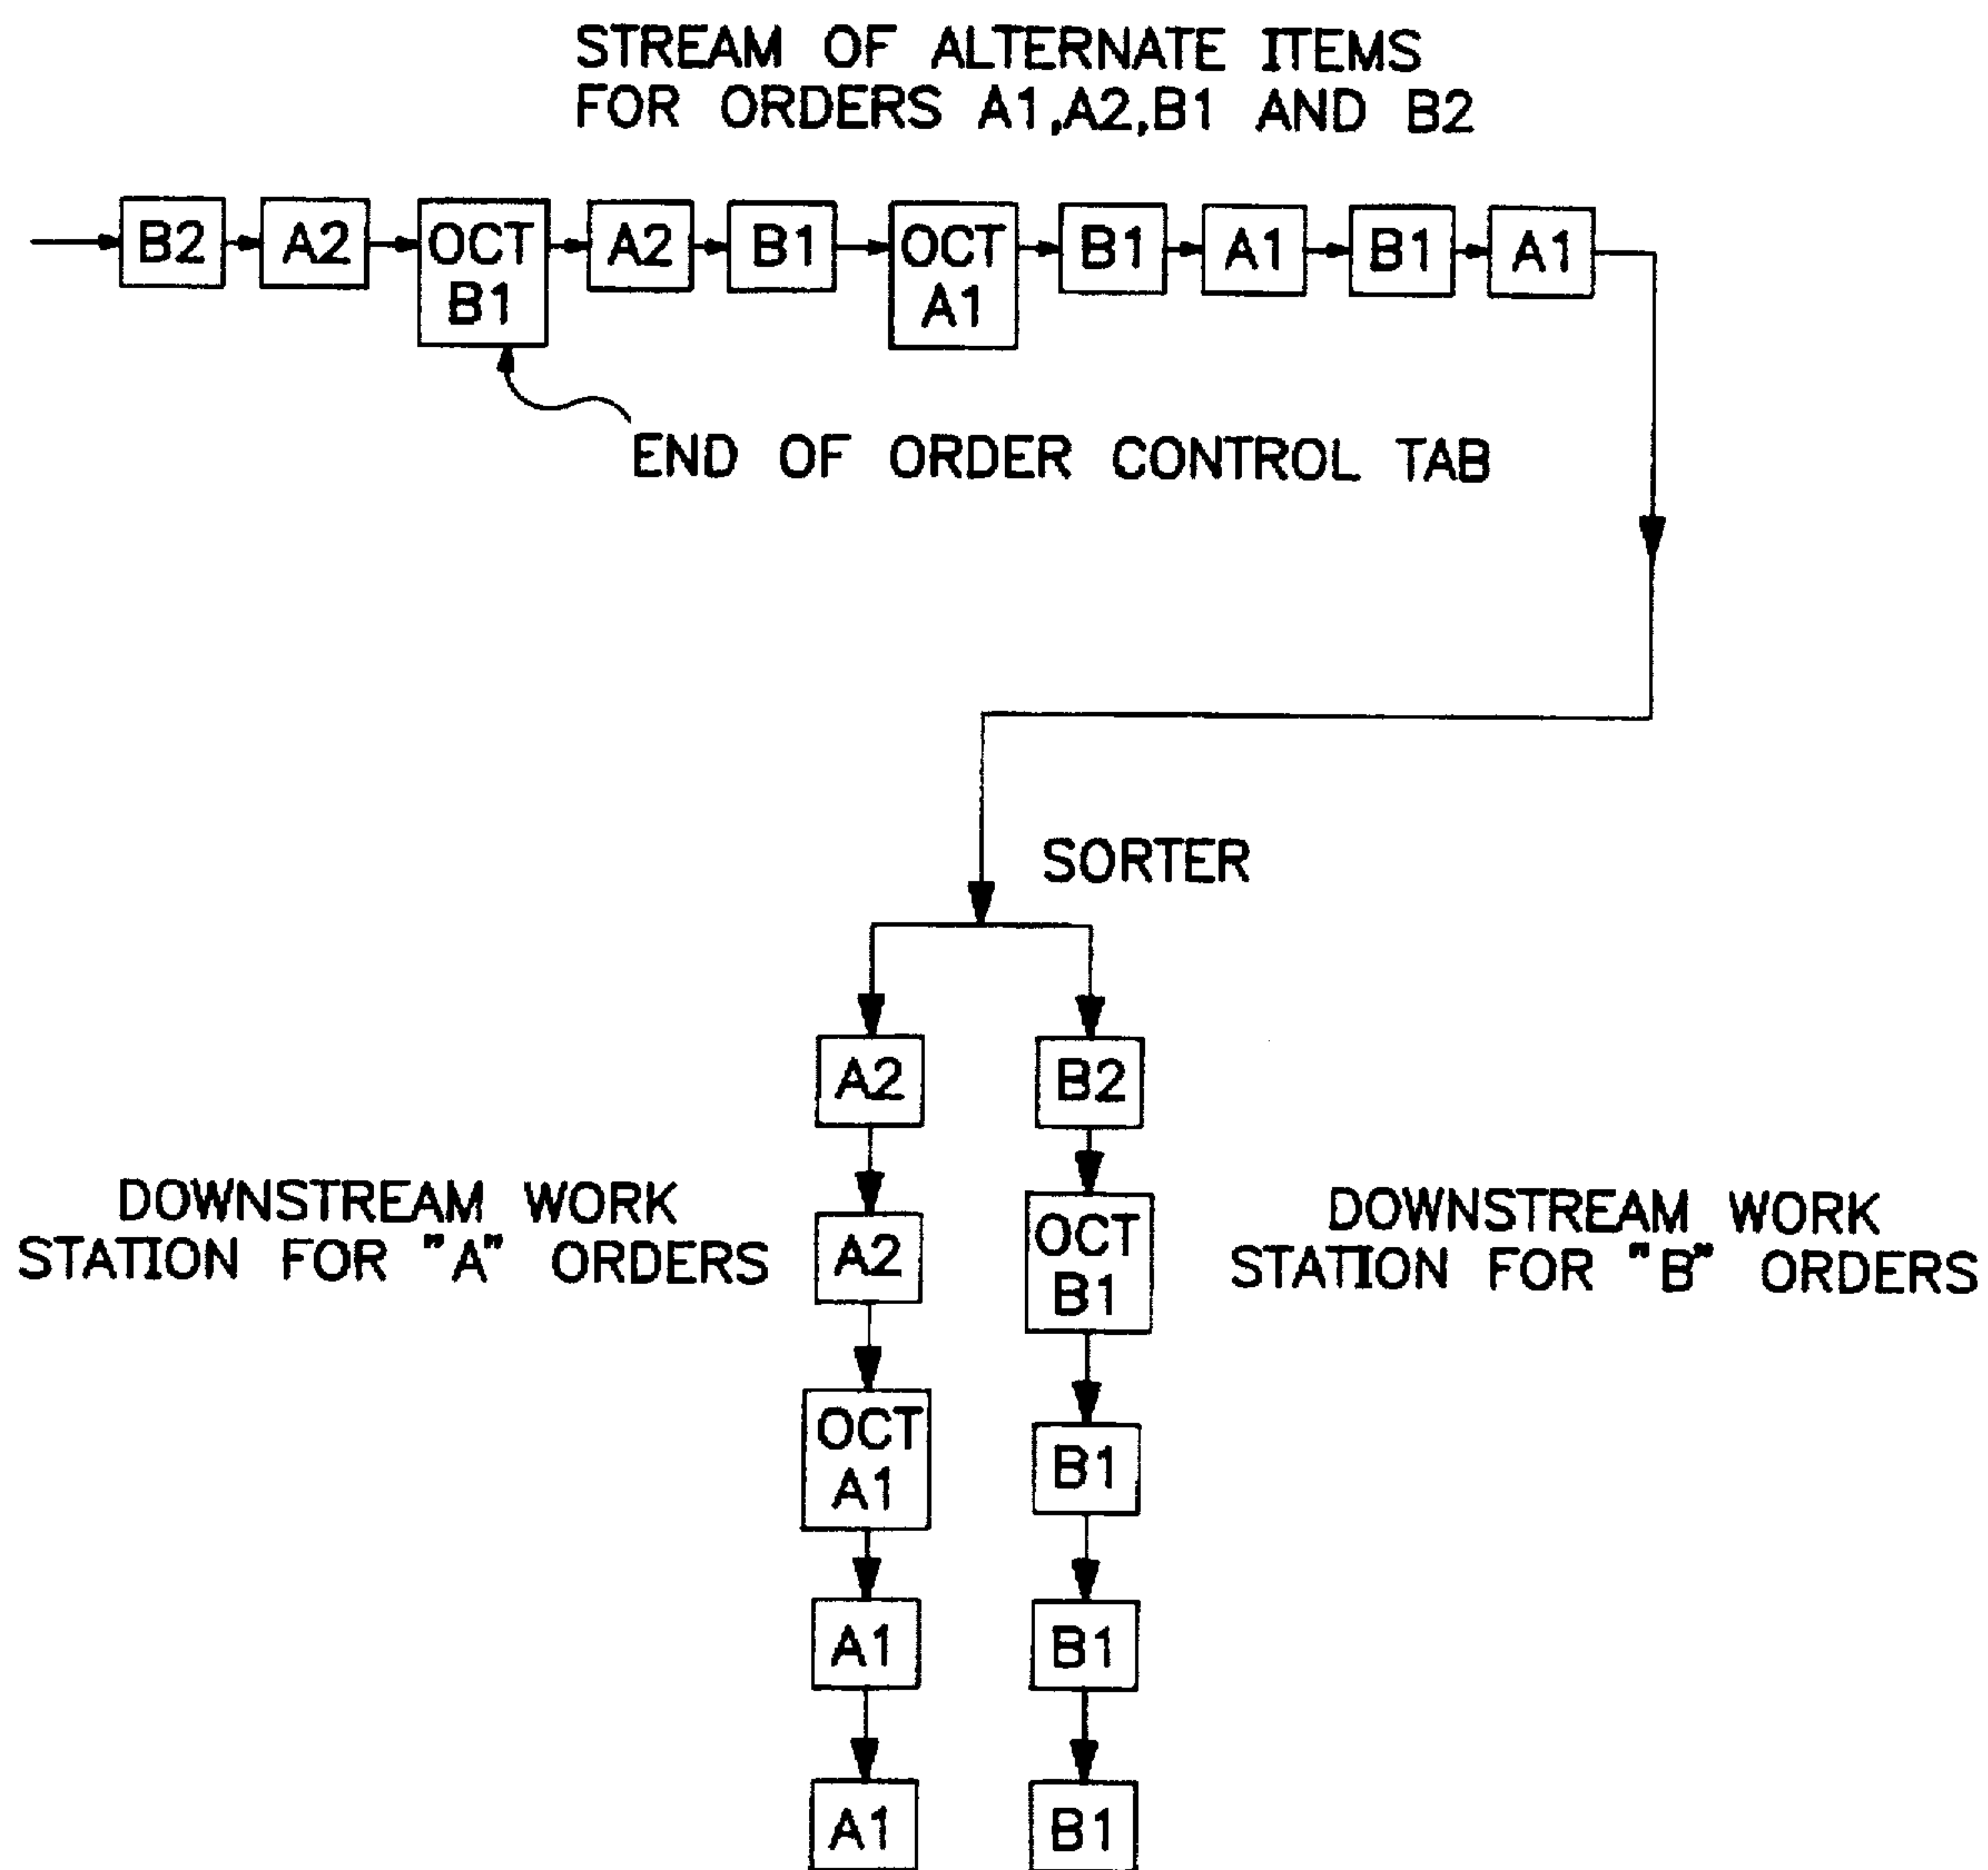 STREAM OF ALTERNATE ITEMS
FOR ORDERS A1,A2,B1 AND B2
B2 A2 OCT A2 B1 OCT B1 A1 B1 A1
B1 A1
END OF ORDER CONTROL TAB
SORTER
A2 B2
DOWNSTREAM WORK
STATION FOR "A" ORDERS
A2
OCT
B1
DOWNSTREAM WORK
STATION FOR "B" ORDERS
OCT
A1
B1
A1
B1
A1
B1